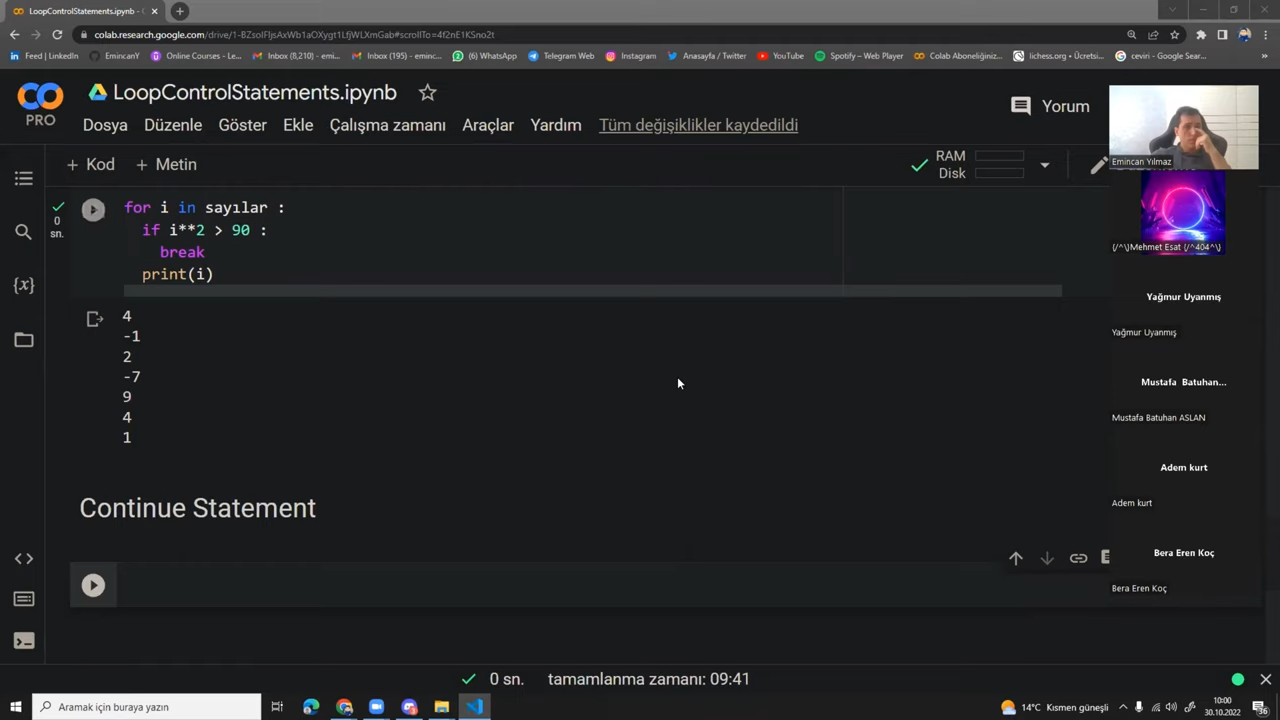 LoopControlStatements.ipynb - C
colab.research.google.com/drive/1-BZsoIFIjsAxWb1aOXygt1LfjWLXmGab#scrollTo=4f2nE1KSno2t
Feed | LinkedIn
EmincanY
Online Courses - Le...
Inbox (8,210) - emi...
Inbox (195) - eminc...
(6) WhatsApp
Telegram Web
Instagram
Anasayfa / Twitter
YouTube
Spotify – Web Player
Colab Aboneliğiniz...
lichess.org • Ücretsi...
ceviri - Google Sear...
PRO
LoopControlStatements.ipynb
Yorum
Dosya Düzenle Göster Ekle Çalışma zamanı Araçlar Yardım Tüm değişiklikler kaydedildi
+ Kod + Metin
RAM
Disk
0
sn.
for i in sayılar :
if i**2 > 90 :
break
print(i)
4
-1
2
-7
9
4
1
Continue Statement
0 sn. tamamlanma zamanı: 09:41
Emincan Yılmaz
{/^\}Mehmet Esat {/^404^\}
Yağmur Uyanmış
Yağmur Uyanmış
Mustafa Batuhan...
Mustafa Batuhan ASLAN
Adem kurt
Adem kurt
Bera Eren Koç
Bera Eren Koç
Aramak için buraya yazın
14°C Kısmen güneşli
10:00
30.10.2022
36